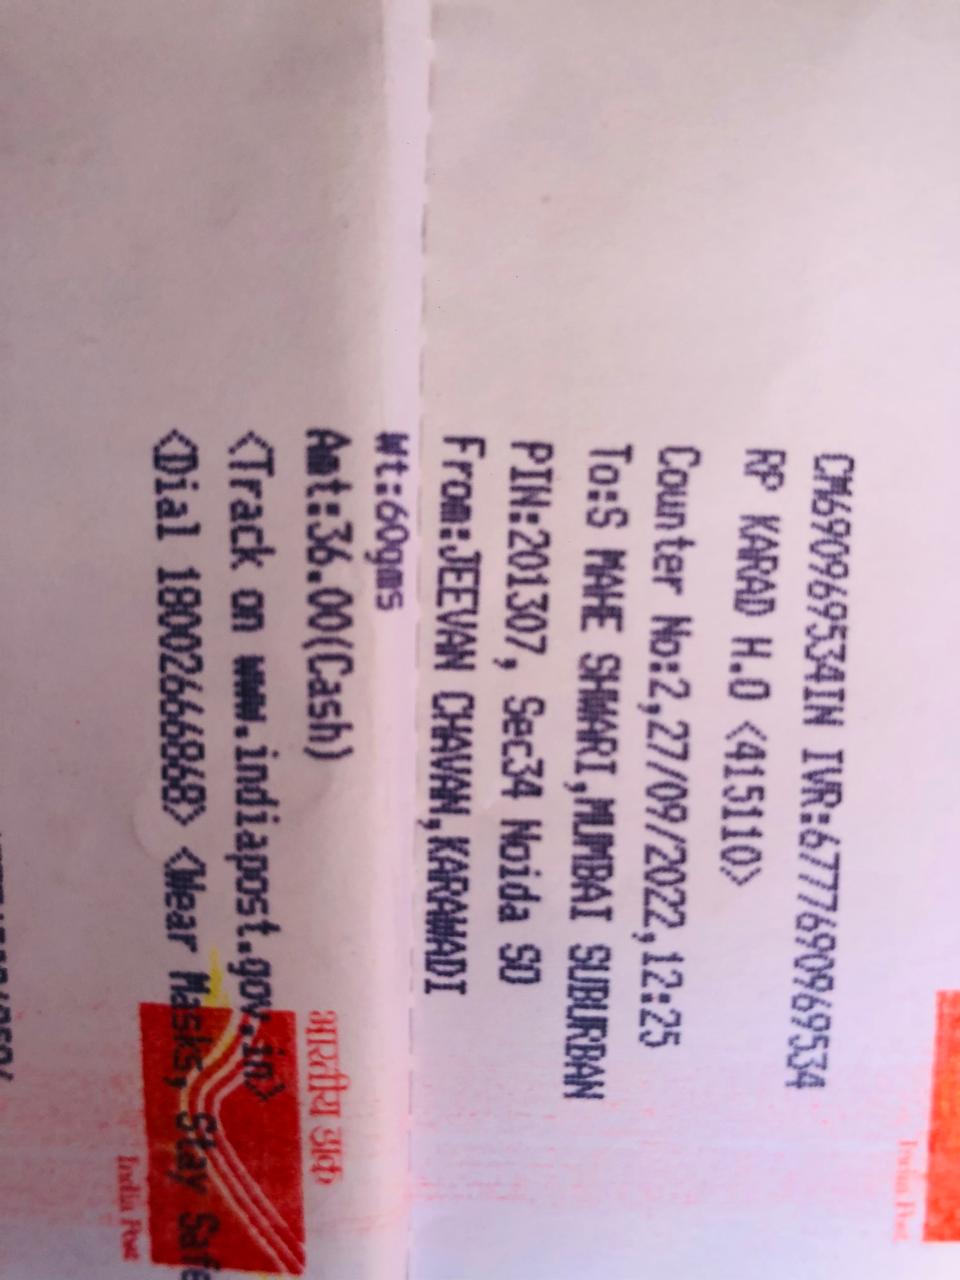 CM690969534IN IVR:6777690969534
RP KARAD H.O <415110>
Counter No:2,27/09/2022,12:25
To:S MAHE SHWARI,MUMBAI SUBURBAN
PIN:201307, Sec34 Noida SO
From:JEEVAN CHAVAN,KARAWADI
Wt:60gms
Amt:36.00(Cash)
<Track on www.indiapost.gov.in>
<Dial 18002666868> <Wear Masks, Stay Safe
भारतीय डाक
India Post
India Post